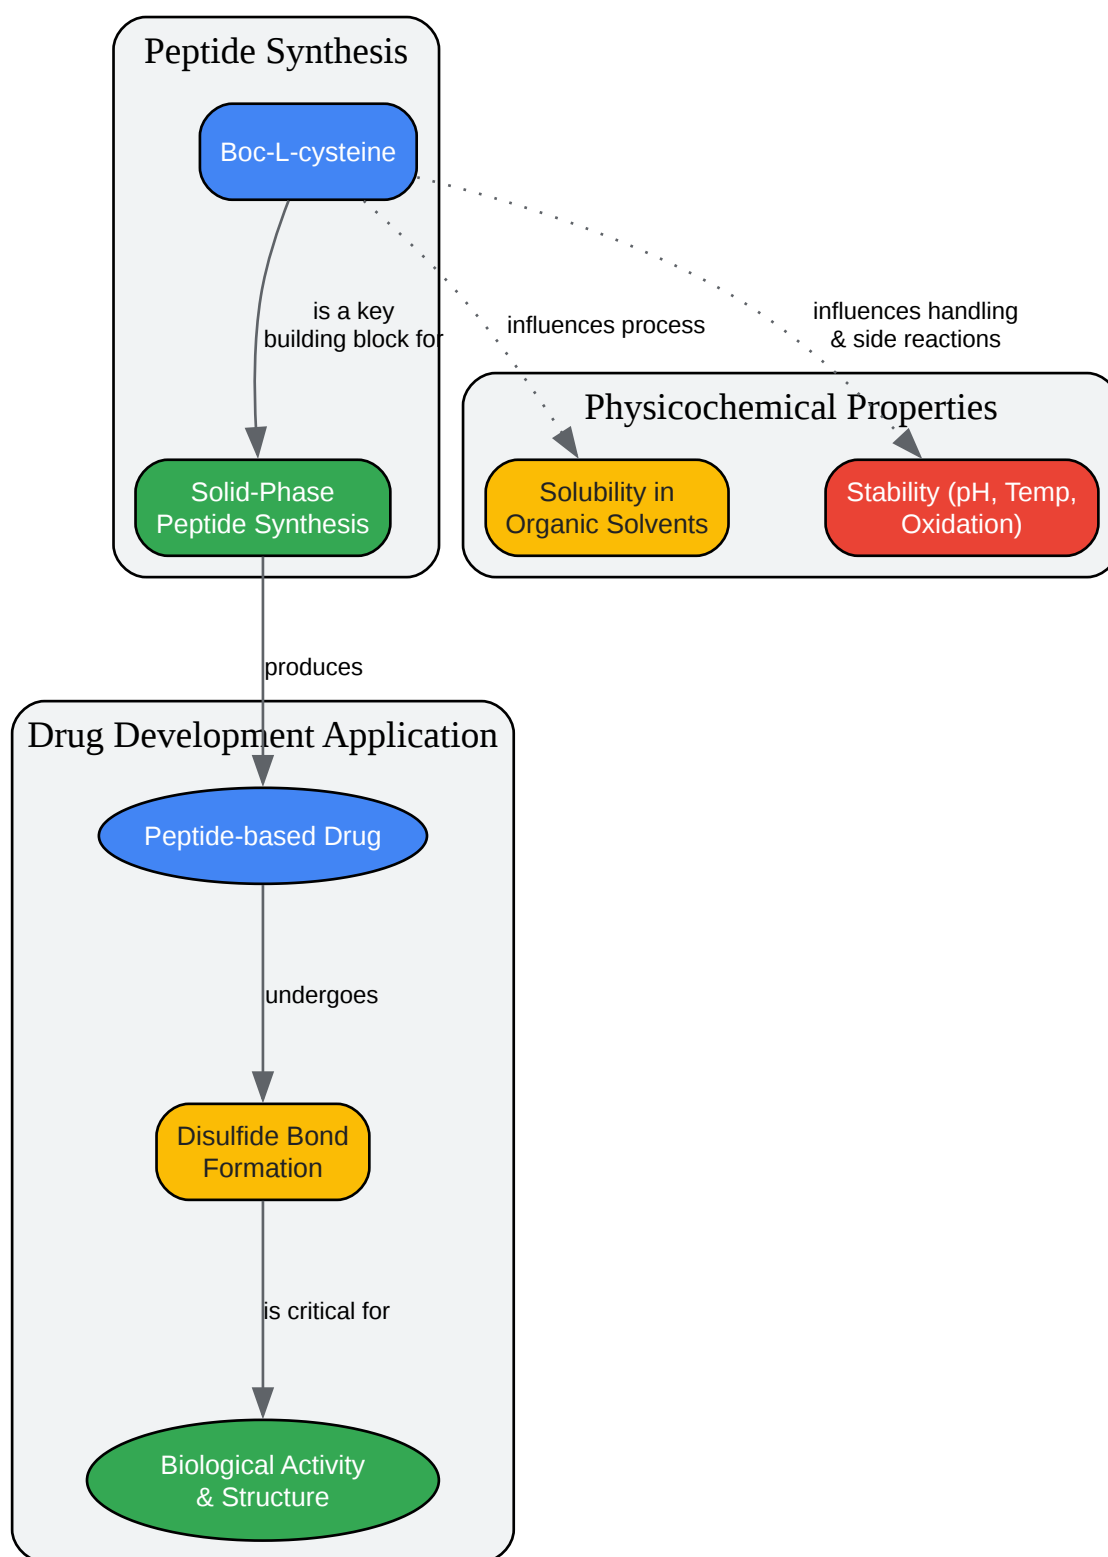 Peptide Synthesis
Boc-L-cysteine
is a key
building block for
influences process
influences handling
& side reactions
Physicochemical Properties
Solid-Phase
Peptide Synthesis
Solubility in
Organic Solvents
Stability (pH, Temp,
Oxidation)
produces
Drug Development Application
Peptide-based Drug
undergoes
Disulfide Bond
Formation
is critical for
Biological Activity
& Structure